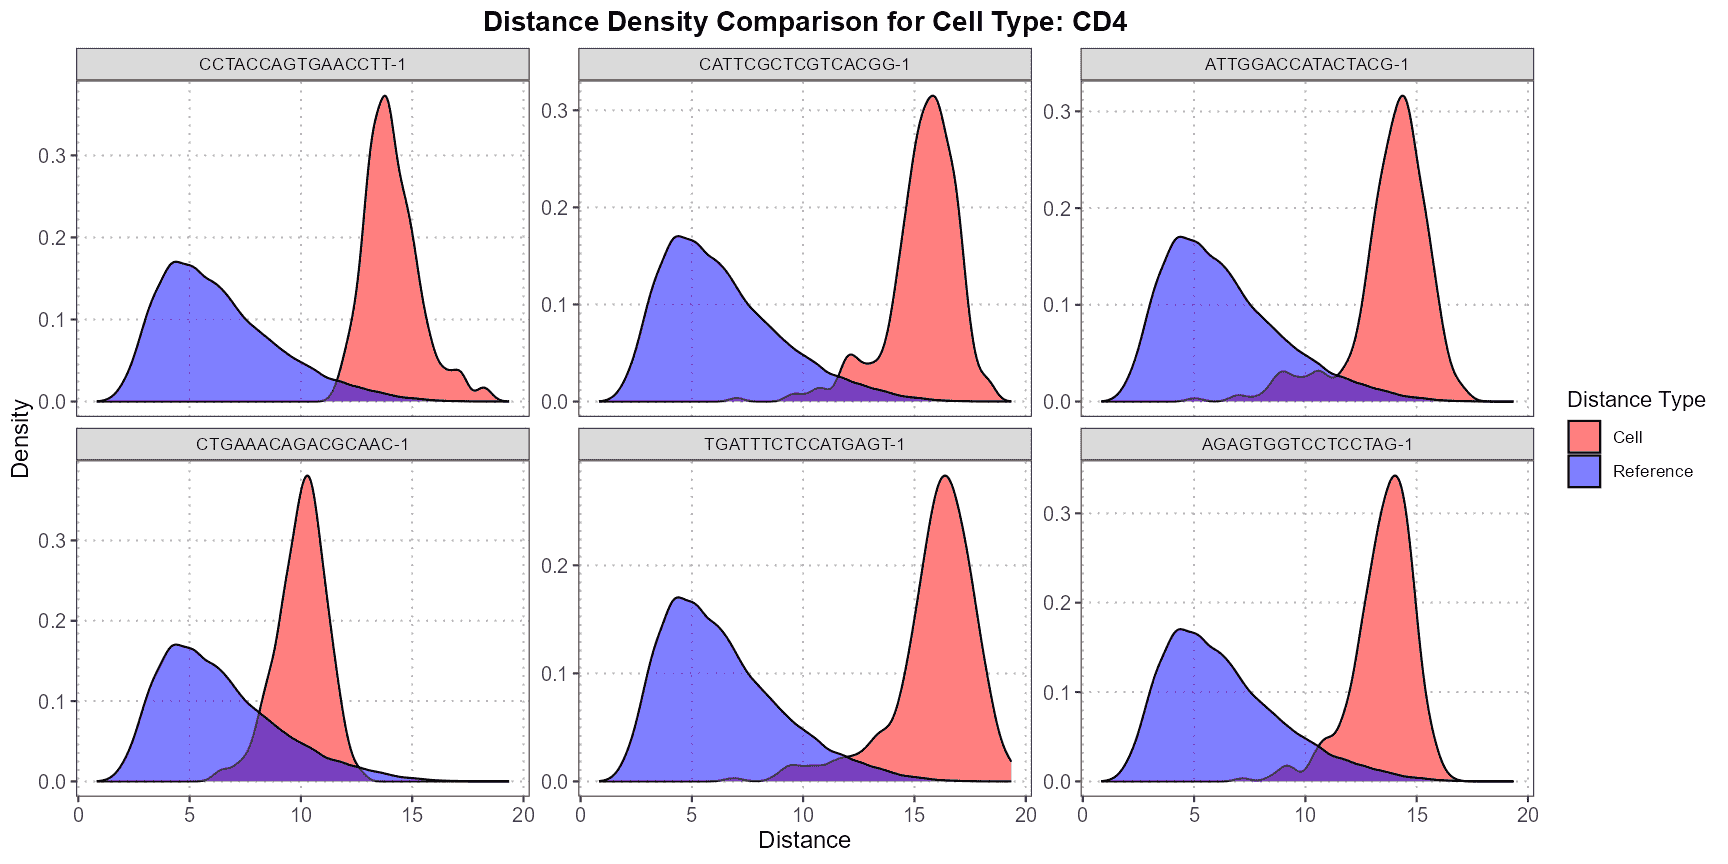 Distance Density Comparison for Cell Type: CD4
CCTACCAGTGAACCTT-1
CATTCGCTCGTCACGG-1
ATTGGACCATACTACG-1
0.3
0.2
0.1
0.0
0.3
0.2
0.1
0.0
0.3
0.2
0.1
0.0
CTGAAACAGACGCAAC-1
TGATTTCTCCATGAGT-1
AGAGTGGTCCTCCTAG-1
0.3
0.2
0.1
0.0
0.2
0.1
0.0
0.3
0.2
0.1
0.0
0 5 10 15 20
0 5 10 15 20
0 5 10 15 20
Distance
Density
Distance Type
Cell
Reference